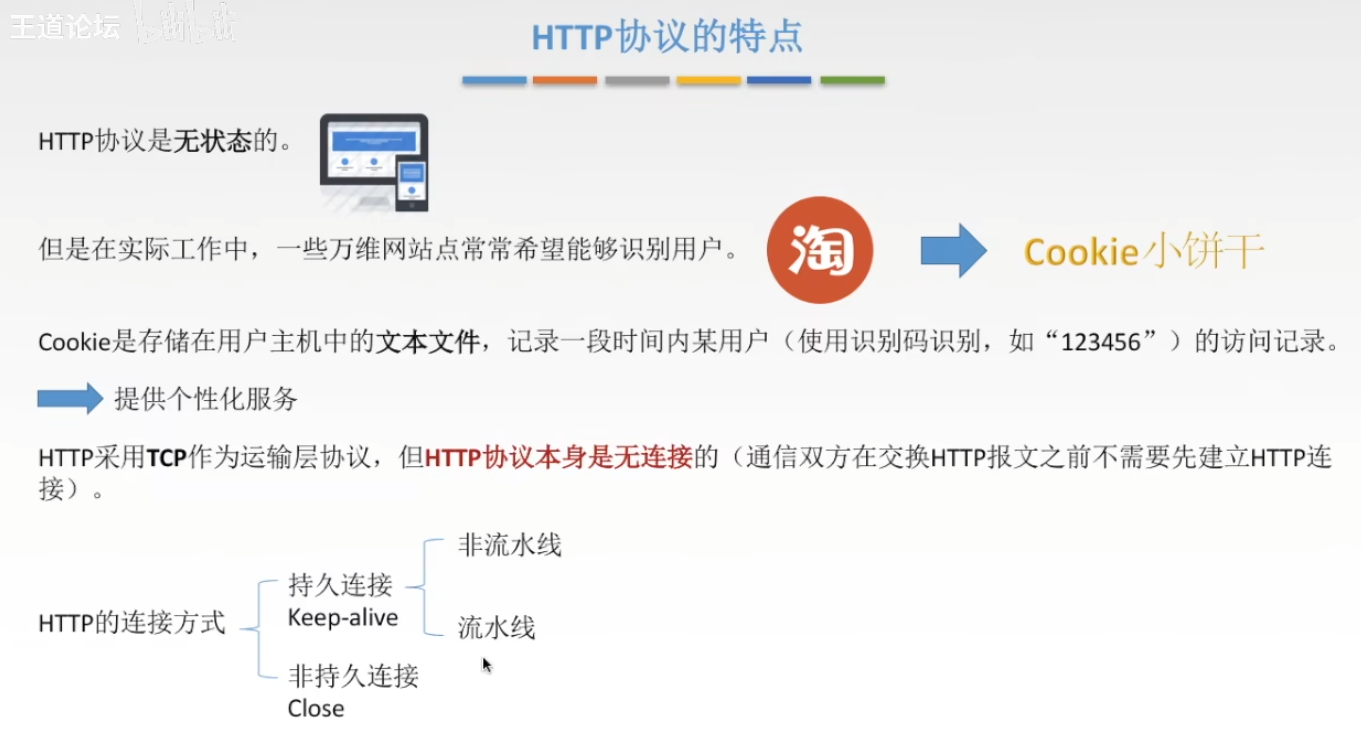 王道论坛
HTTP协议的特点
HTTP协议是无状态的。
但是在实际工作中，一些万维网站点常常希望能够识别用户。
淘
Cookie小饼干
Cookie是存储在用户主机中的文本文件，记录一段时间内某用户（使用识别码识别，如“123456”）的访问记录。
提供个性化服务
HTTP采用TCP作为运输层协议，但HTTP协议本身是无连接的（通信双方在交换HTTP报文之前不需要先建立HTTP连
接）。
非流水线
持久连接
HTTP的连接方式
Keep-alive
流水线
非持久连接
Close